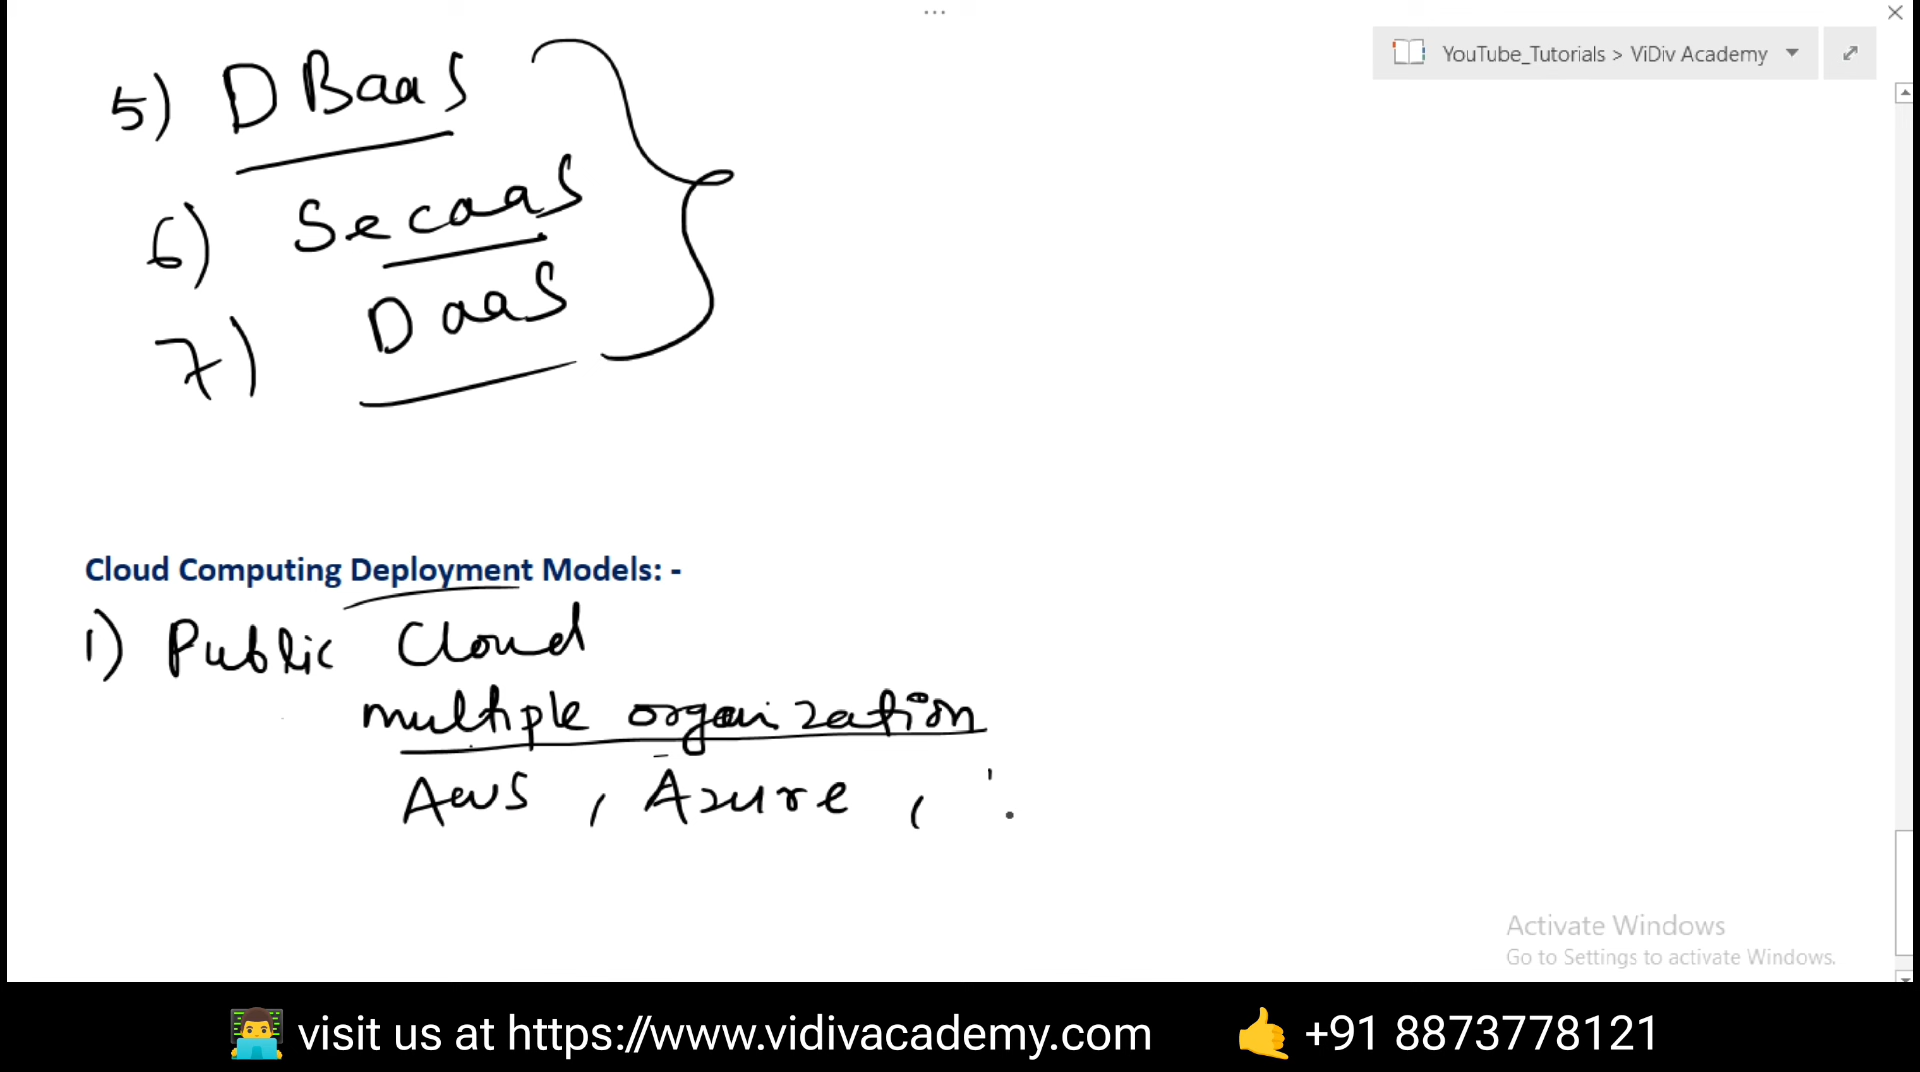 YouTube_Tutorials > ViDiv Academy
5) DBaaS
6) SecaaS
7) DaaS
Cloud Computing Deployment Models: -
1) Public Cloud
multiple organization
Aws , Azure ,
Activate Windows
Go to Settings to activate Windows.
visit us at https://www.vidivacademy.com +91 8873778121